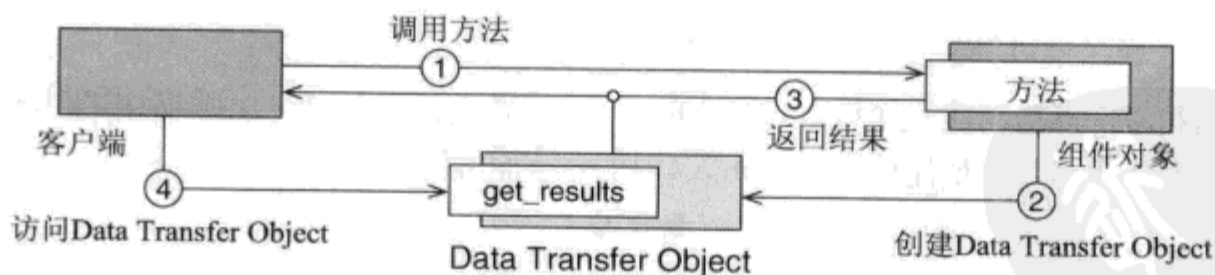 调用方法
①
方法
③
客户端
返回结果
组件对象
④
get_results
②
访问Data Transfer Object
创建Data Transfer Object
Data Transfer Object